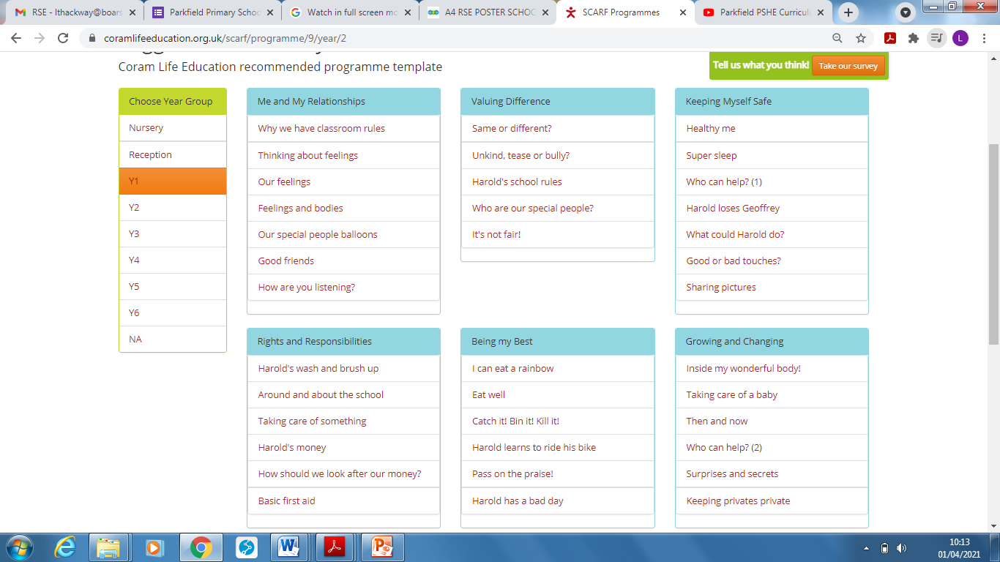 RSE - lthackway@boars
Parkfield Primary Schoo
Watch in full screen mo
A4 RSE POSTER SCHOO
SCARF Programmes
Parkfield PSHE Curricul
coramlifeeducation.org.uk/scarf/programme/9/year/2
L
Coram Life Education recommended programme template
Tell us what you think!
Take our survey
Choose Year Group
Nursery
Reception
Y1
Y2
Y3
Y4
Y5
Y6
NA
Me and My Relationships
Why we have classroom rules
Thinking about feelings
Our feelings
Feelings and bodies
Our special people balloons
Good friends
How are you listening?
Valuing Difference
Same or different?
Unkind, tease or bully?
Harold's school rules
Who are our special people?
It's not fair!
Keeping Myself Safe
Healthy me
Super sleep
Who can help? (1)
Harold loses Geoffrey
What could Harold do?
Good or bad touches?
Sharing pictures
Rights and Responsibilities
Harold's wash and brush up
Around and about the school
Taking care of something
Harold's money
How should we look after our money?
Basic first aid
Being my Best
I can eat a rainbow
Eat well
Catch it! Bin it! Kill it!
Harold learns to ride his bike
Pass on the praise!
Harold has a bad day
Growing and Changing
Inside my wonderful body!
Taking care of a baby
Then and now
Who can help? (2)
Surprises and secrets
Keeping privates private
10:13
01/04/2021